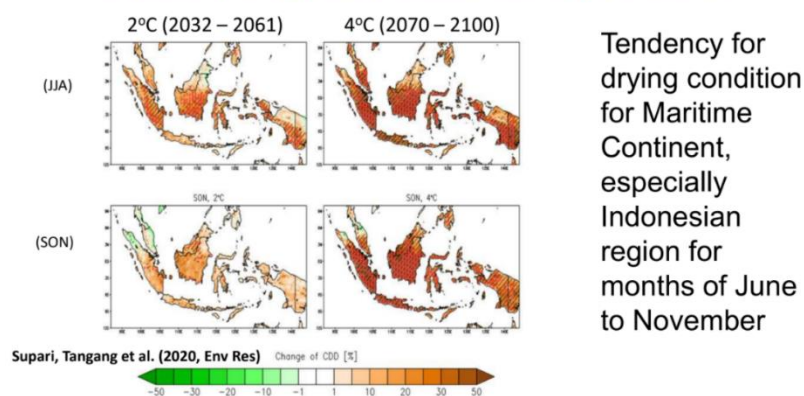 2°C (2032 – 2061)
4°C (2070 – 2100)
(JJA)
Tendency for
drying condition
for Maritime
Continent,
especially
Indonesian
region for
months of June
to November
SON, 2°C
SON, 4°C
(SON)
Supari, Tangang et al. (2020, Env Res)
Change of CDD [%]
-50 -20 -10 -1 1 10 20 30 50